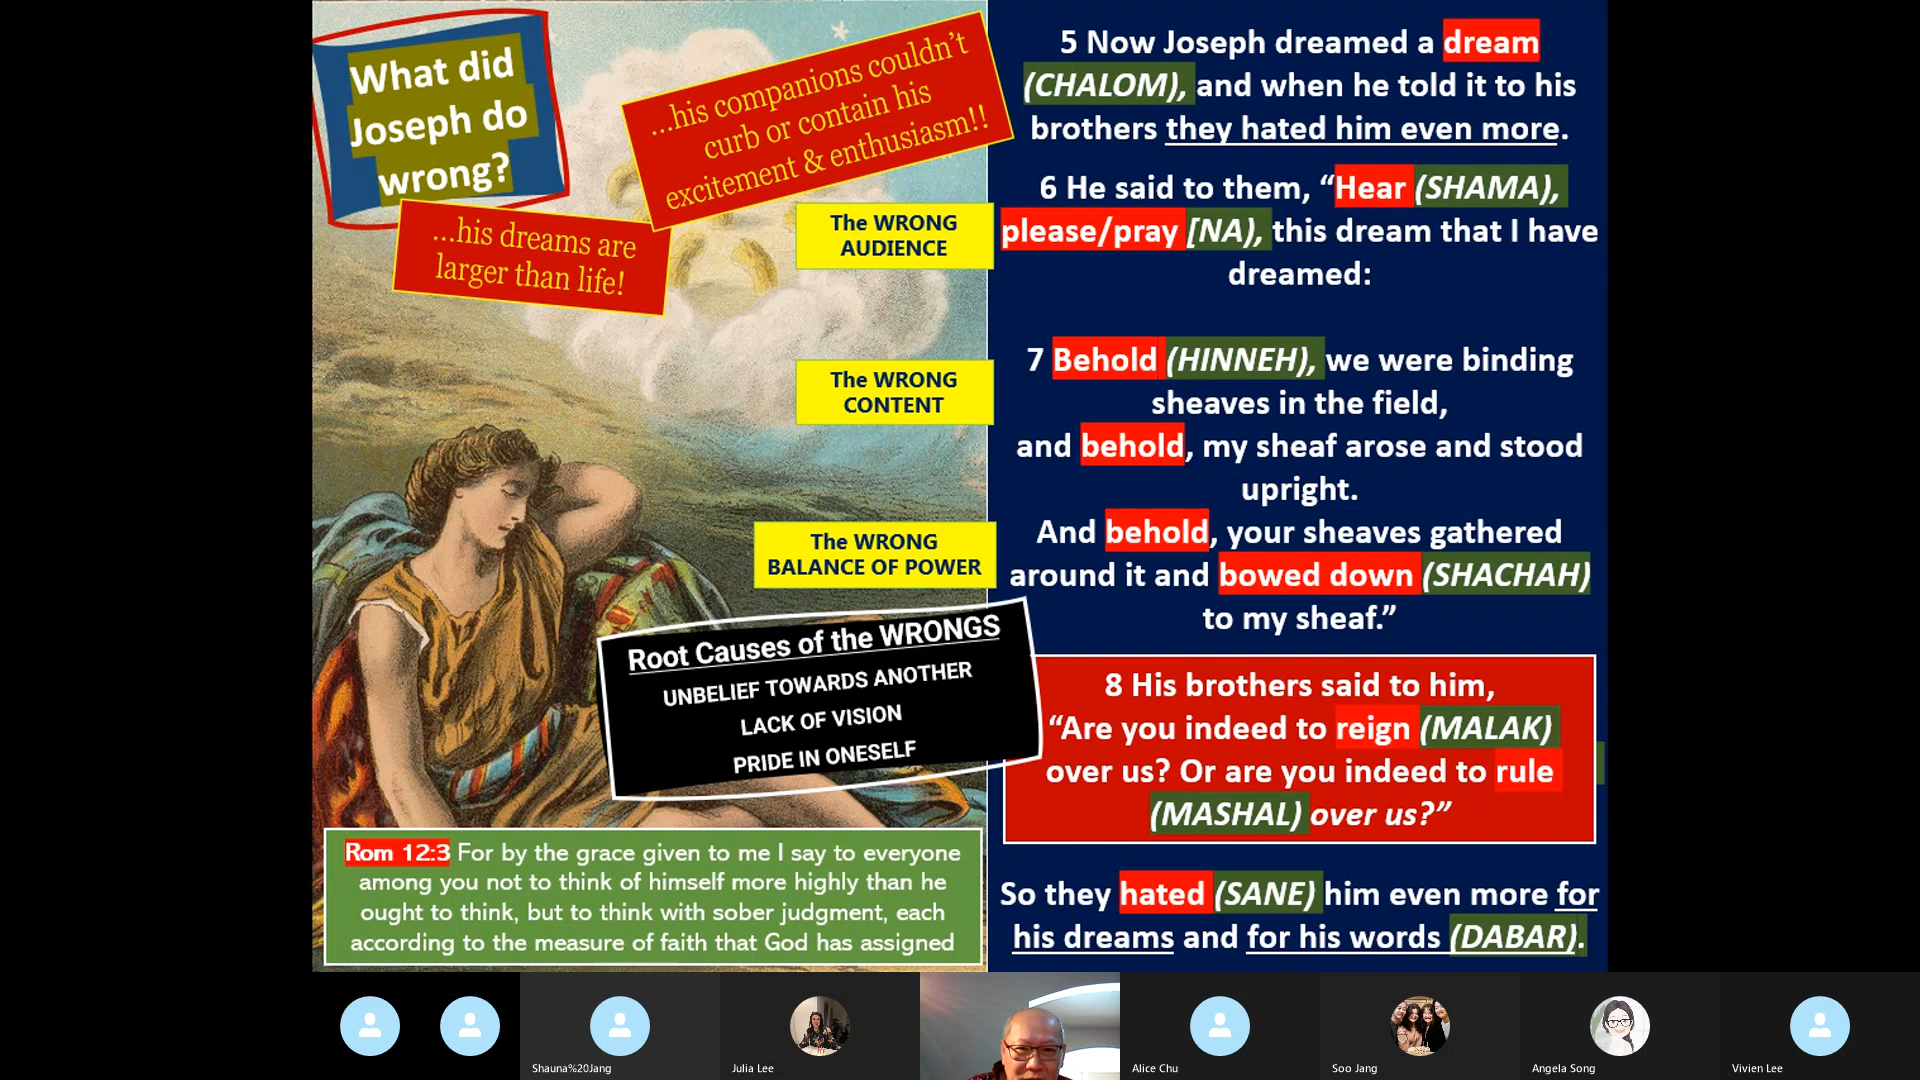 What did
Joseph do
wrong?
...his companions couldn't
curb or contain his
excitement & enthusiasm!!
...his dreams are
larger than life!
The WRONG
AUDIENCE
The WRONG
CONTENT
The WRONG
BALANCE OF POWER
Root Causes of the WRONGS
UNBELIEF TOWARDS ANOTHER
LACK OF VISION
PRIDE IN ONESELF
Rom 12:3 For by the grace given to me I say to everyone
among you not to think of himself more highly than he
ought to think, but to think with sober judgment, each
according to the measure of faith that God has assigned
5 Now Joseph dreamed a dream
(CHALOM), and when he told it to his
brothers they hated him even more.
6 He said to them, “Hear (SHAMA),
please/pray [NA), this dream that I have
dreamed:
7 Behold (HINNEH), we were binding
sheaves in the field,
and behold, my sheaf arose and stood
upright.
And behold, your sheaves gathered
around it and bowed down (SHACHAH)
to my sheaf.”
8 His brothers said to him,
“Are you indeed to reign (MALAK)
over us? Or are you indeed to rule
(MASHAL) over us?”
So they hated (SANE) him even more for
his dreams and for his words (DABAR).
Shauna%20Jang
Julia Lee
Alice Chu
Soo Jang
Angela Song
Vivien Lee